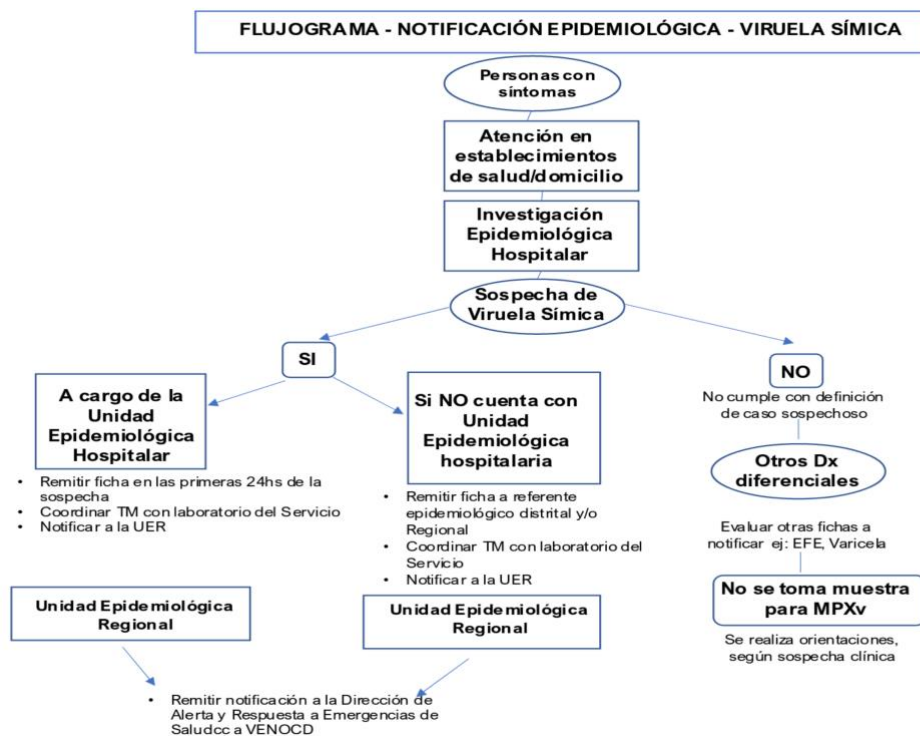 FLUJOGRAMA - NOTIFICACIÓN EPIDEMIOLÓGICA - VIRUELA SÍMICA
Personas con
síntomas
Atención en
establecimientos
de salud/domicilio
Investigación
Epidemiológica
Hospitalar
Sospecha de
Viruela Símica
SI
A cargo de la
Unidad
Epidemiológica
Hospitalar
• Remitir ficha en las primeras 24hs de la
sospecha
• Coordinar TM con laboratorio del Servicio
• Notificar a la UER
Si NO cuenta con
Unidad
Epidemiológica
hospitalaria
• Remitir ficha a referente
epidemiológico distrital y/o
Regional
• Coordinar TM con laboratorio del
Servicio
• Notificar a la UER
NO
No cumple con definición
de caso sospechoso
Otros Dx
diferenciales
Evaluar otras fichas a
notificar ej: EFE, Varicela
No se toma muestra
para MPXv
Se realiza orientaciones,
según sospecha clínica
Unidad Epidemiológica
Regional
Unidad Epidemiológica
Regional
• Remitir notificación a la Dirección de
Alerta y Respuesta a Emergencias de
Saludcc a VENOCD